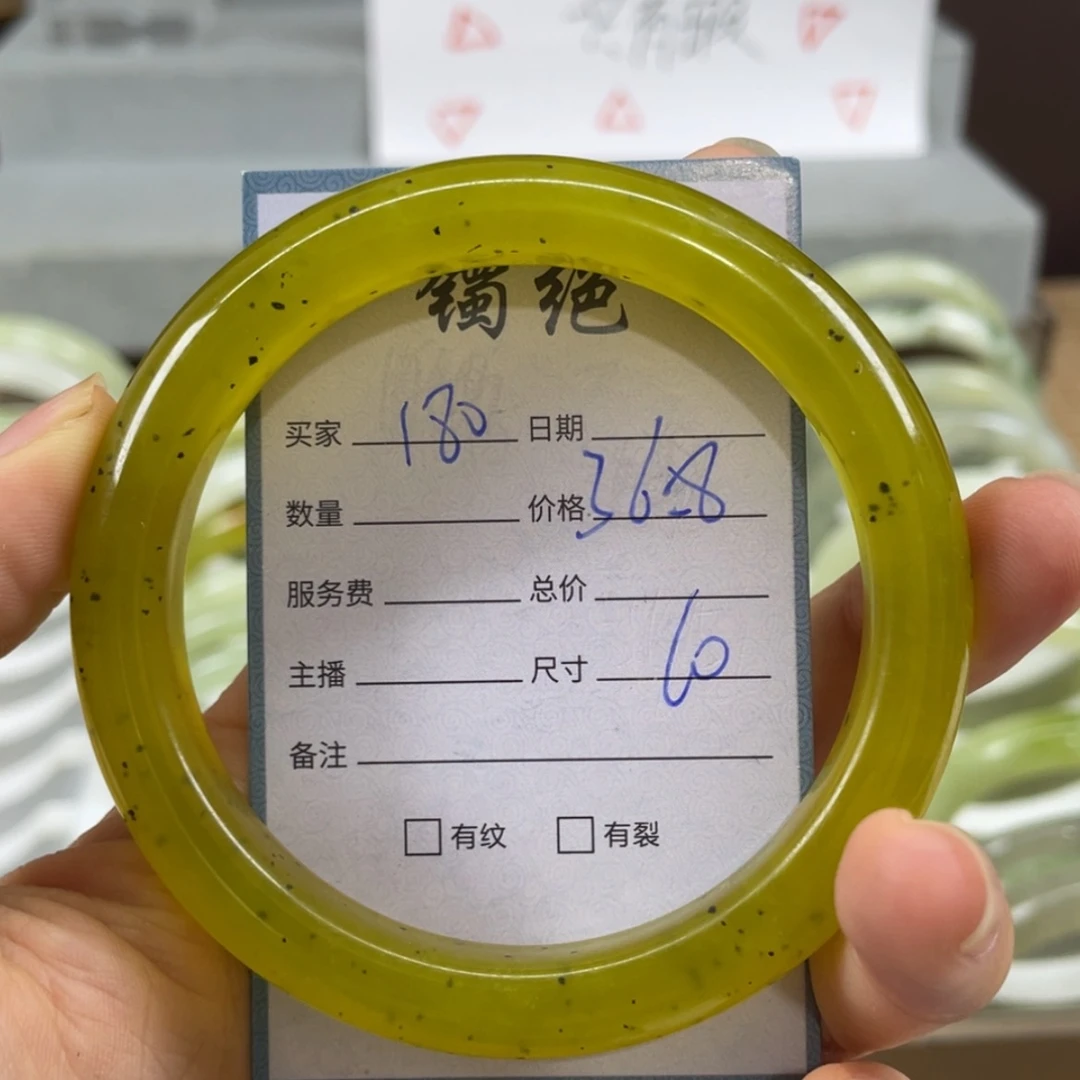 镯绝
买家 180 日期
数量 价格 3628
服务费 总价
主播 尺寸 60
备注
□有纹 □有裂